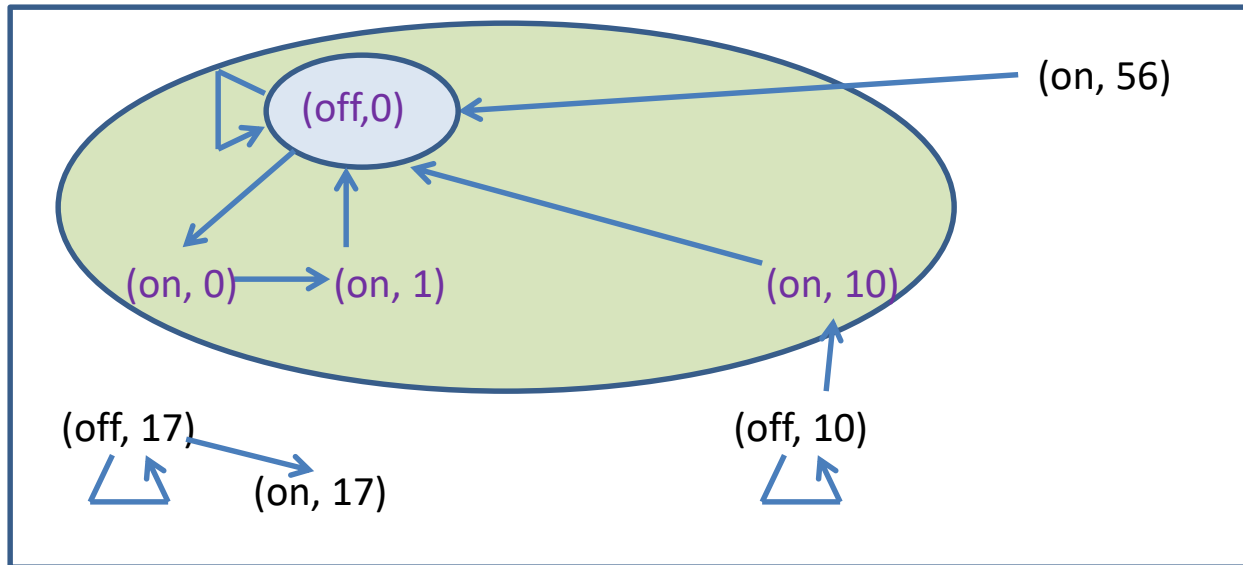 (on, 56)
(off,0)
(on, 0)
(on, 1)
(on, 10)
(off, 17)
(off, 10)
(on, 17)